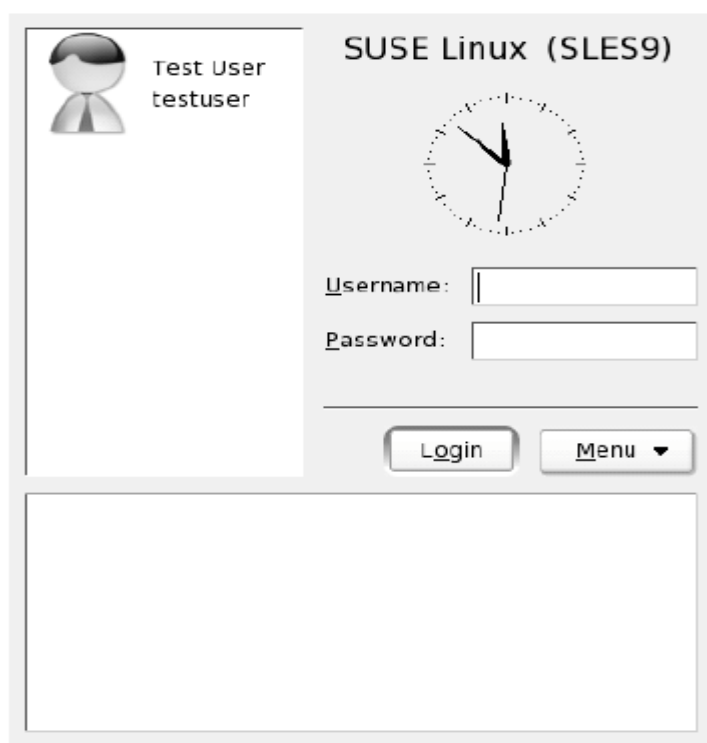 Test User
testuser
SUSE Linux (SLES9)
Username:
Password:
Login
Menu